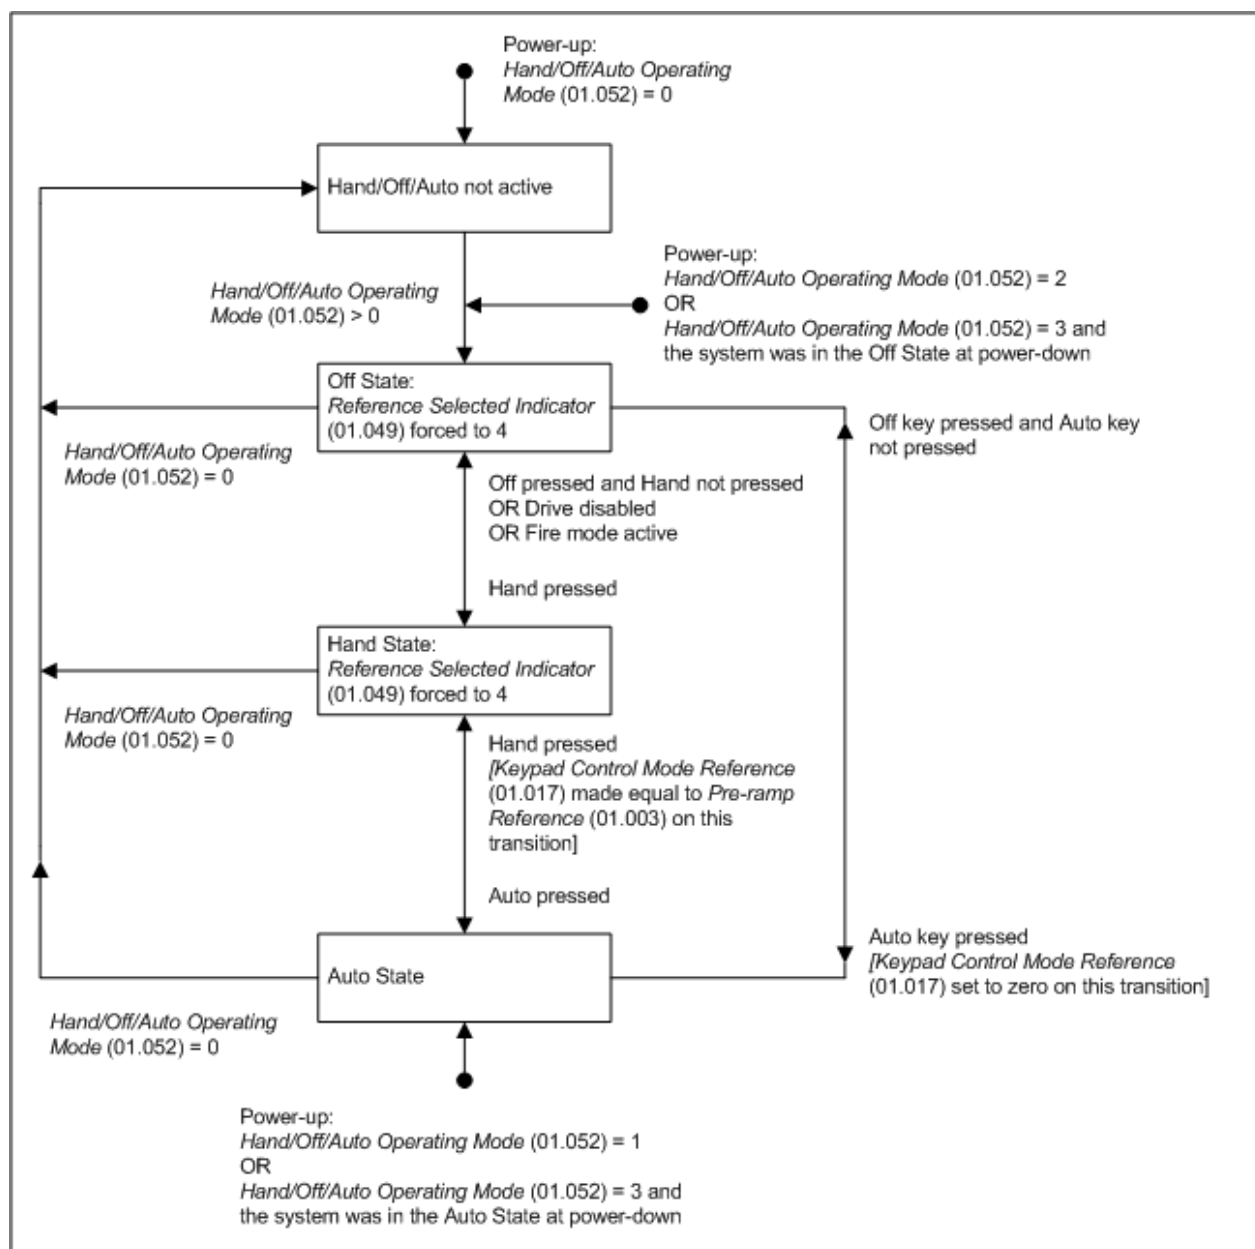 Power-up:
Hand/Off/Auto Operating
Mode (01.052) = 0
Hand/Off/Auto not active
Power-up:
Hand/Off/Auto Operating Mode (01.052) = 2
OR
Hand/Off/Auto Operating Mode (01.052) = 3 and
the system was in the Off State at power-down
Hand/Off/Auto Operating
Mode (01.052) > 0
Off State:
Reference Selected Indicator
(01.049) forced to 4
Off key pressed and Auto key
not pressed
Hand/Off/Auto Operating
Mode (01.052) = 0
Off pressed and Hand not pressed
OR Drive disabled
OR Fire mode active
Hand pressed
Hand State:
Reference Selected Indicator
(01.049) forced to 4
Hand/Off/Auto Operating
Mode (01.052) = 0
Hand pressed
[Keypad Control Mode Reference
(01.017) made equal to Pre-ramp
Reference (01.003) on this
transition]
Auto pressed
Auto State
Auto key pressed
[Keypad Control Mode Reference
(01.017) set to zero on this transition]
Hand/Off/Auto Operating
Mode (01.052) = 0
Power-up:
Hand/Off/Auto Operating Mode (01.052) = 1
OR
Hand/Off/Auto Operating Mode (01.052) = 3 and
the system was in the Auto State at power-down